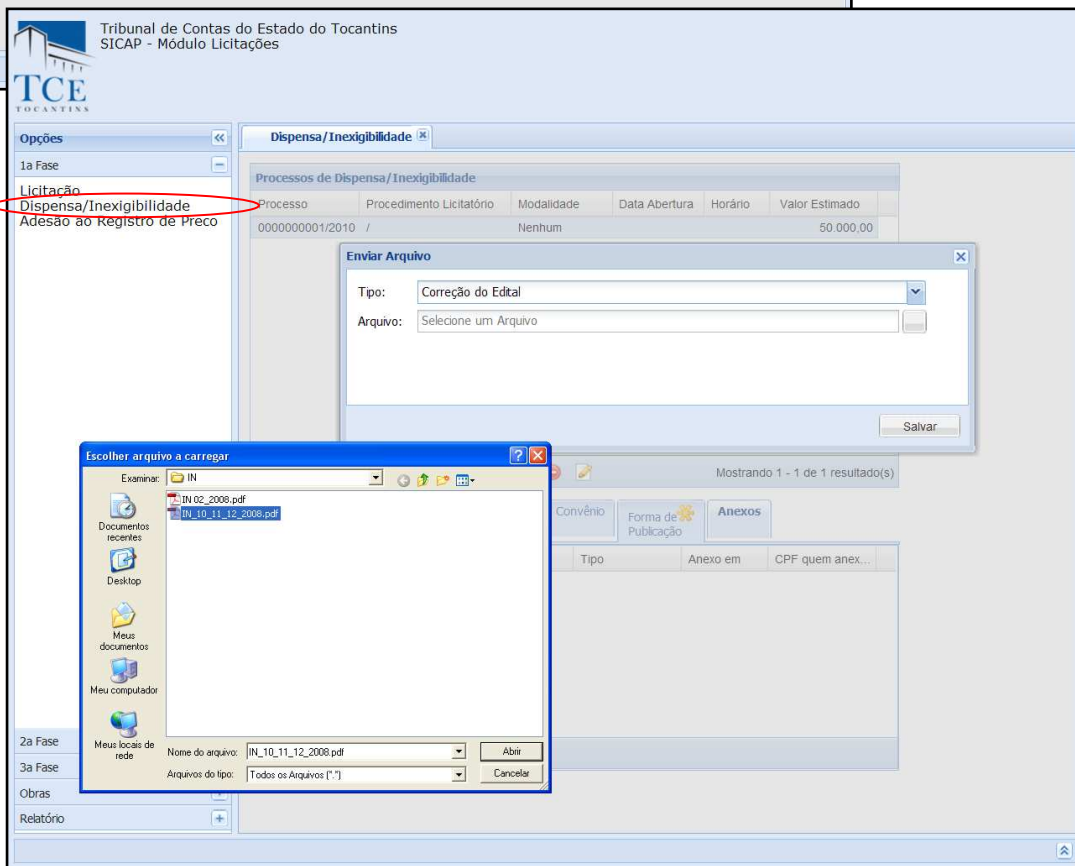 Tribunal de Contas do Estado do Tocantins
SICAP - Módulo Licitações
TCE
TOCANTINS
Opções
Dispensa/Inexigibilidade
1a Fase
Licitação
Dispensa/Inexigibilidade
Adesão ao Registro de Preco
Processos de Dispensa/Inexigibilidade
Processo Procedimento Licitatório Modalidade Data Abertura Horário Valor Estimado
0000000001/2010 / Nenhum 50.000,00
Enviar Arquivo
Tipo: Correção do Edital
Arquivo: Selecione um Arquivo
Salvar
Escolher arquivo a carregar
Examinar: IN
IN 02_2008.pdf
IN_10_11_12_2008.pdf
Documentos recentes
Desktop
Meus documentos
Meu computador
Meus locais de rede
Nome do arquivo: IN_10_11_12_2008.pdf Abrir
Arquivos do tipo: Todos os Arquivos (".") Cancelar
Mostrando 1 - 1 de 1 resultado(s)
Convênio Forma de Publicação Anexos
Tipo Anexo em CPF quem anex...
2a Fase
3a Fase
Obras
Relatório